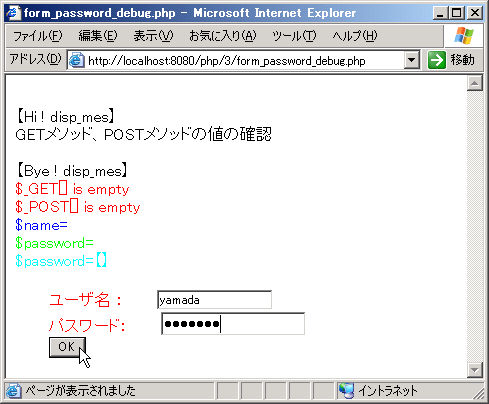 form_password_debug.php - Microsoft Internet Explorer
ファイル(F) 編集(E) 表示(V) お気に入り(A) ツール(T) ヘルプ(H)
アドレス(D) http://localhost:8080/php/3/form_password_debug.php 移動
【Hi ! disp_mes】
GETメソッド、POSTメソッドの値の確認
【Bye ! disp_mes】
$_GET[] is empty
$_POST[] is empty
$name=
$password=
$password=[]
ユーザ名 : yamada
パスワード: ●●●●●●●
OK
ページが表示されました イントラネット